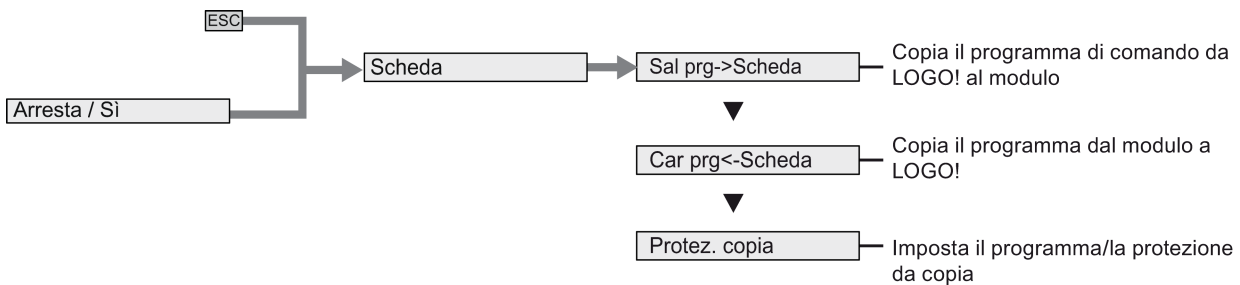 ESC
Arresta / Sì
Scheda
Sal prg->Scheda
Copia il programma di comando da
LOGO! al modulo
Car prg<-Scheda
Copia il programma dal modulo a
LOGO!
Protez. copia
Imposta il programma/la protezione
da copia